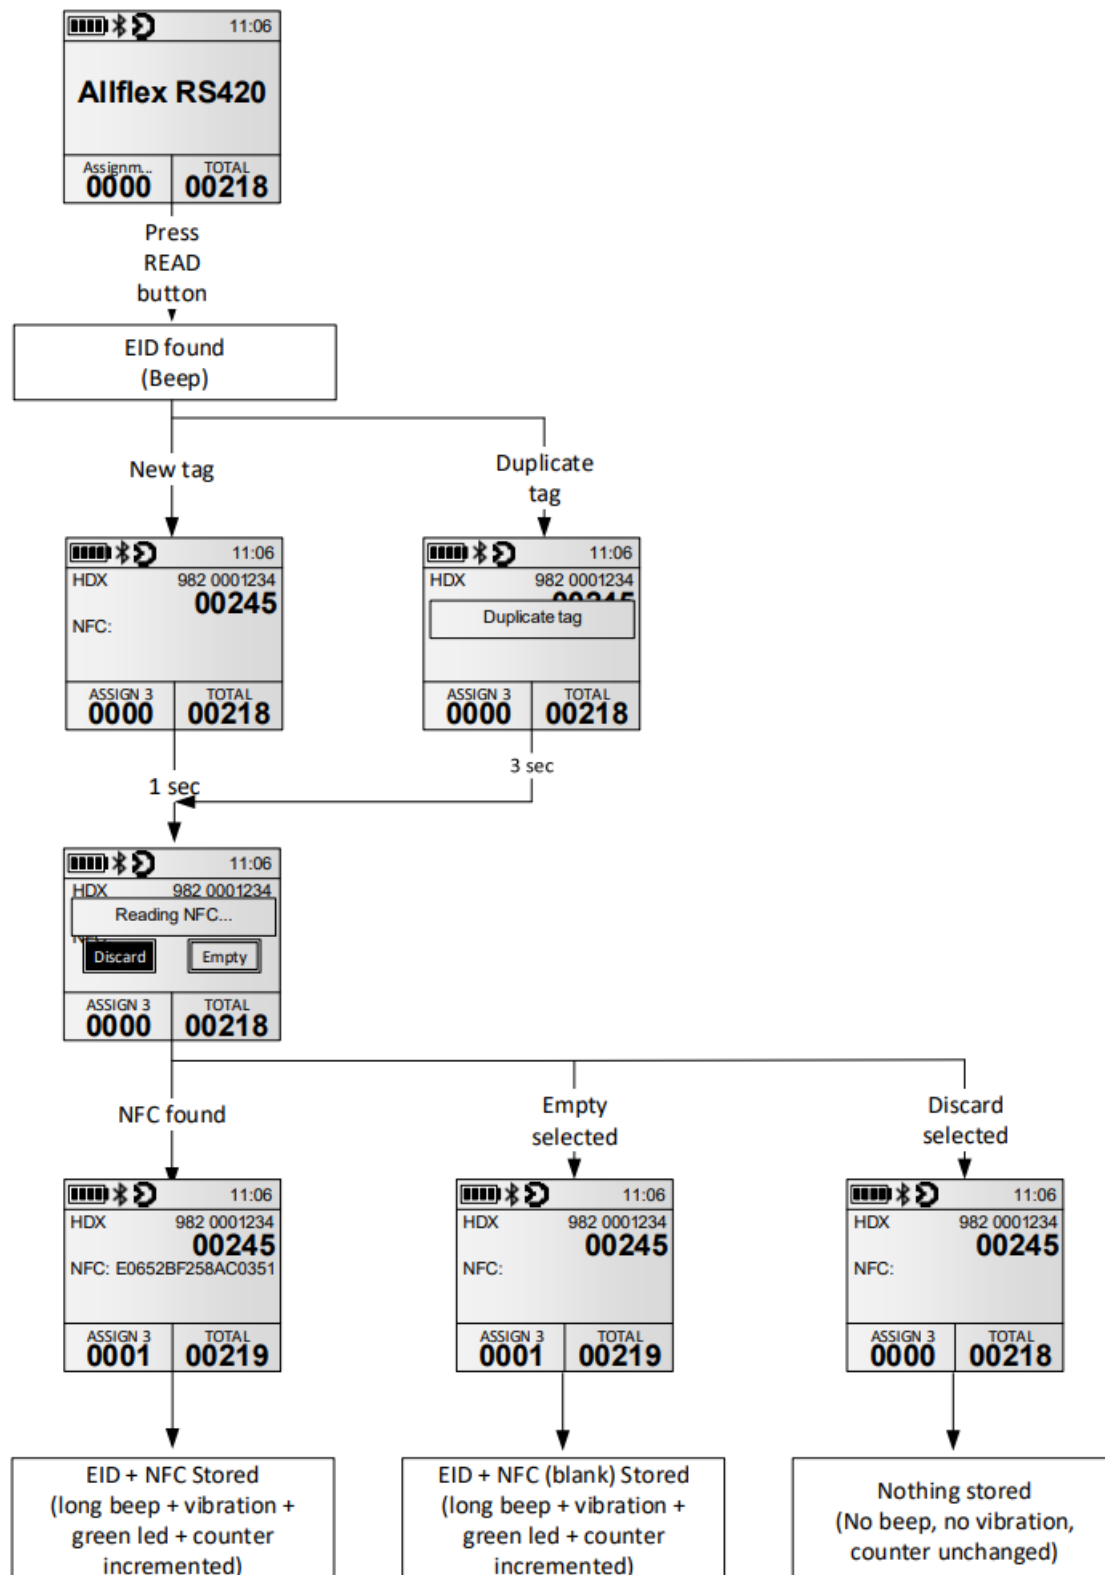 11:06
Allflex RS420
Assignm... TOTAL
0000 00218
Press
READ
button
EID found
(Beep)
New tag
Duplicate
tag
11:06
HDX 982 0001234
00245
NFC:
ASSIGN 3 TOTAL
0000 00218
11:06
HDX 982 0001234
00245
Duplicate tag
ASSIGN 3 TOTAL
0000 00218
1 sec
3 sec
11:06
HDX 982 0001234
Reading NFC...
NFC:
Discard Empty
ASSIGN 3 TOTAL
0000 00218
NFC found
Empty
selected
Discard
selected
11:06
HDX 982 0001234
00245
NFC: E0652BF258AC0351
ASSIGN 3 TOTAL
0001 00219
11:06
HDX 982 0001234
00245
NFC:
ASSIGN 3 TOTAL
0001 00219
11:06
HDX 982 0001234
00245
NFC:
ASSIGN 3 TOTAL
0000 00218
EID + NFC Stored
(long beep + vibration +
green led + counter
incremented)
EID + NFC (blank) Stored
(long beep + vibration +
green led + counter
incremented)
Nothing stored
(No beep, no vibration,
counter unchanged)